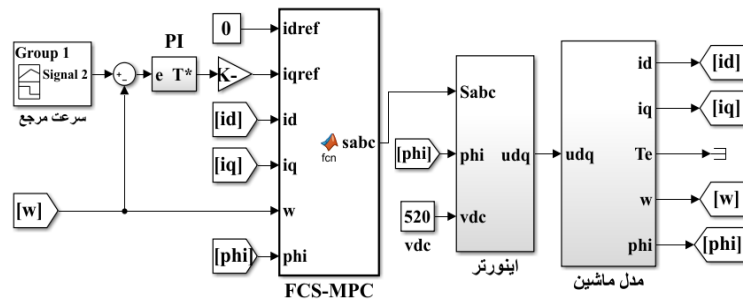 Group 1
Signal 2
سرعت مرجع
+
-
PI
e T*
K-
0
[id]
[iq]
[w]
[phi]
idref
iqref
id
iq
w
phi
fcn
sabc
FCS-MPC
[phi]
520
vdc
Sabc
phi
vdc
udq
اینورتر
udq
id
iq
Te
w
phi
مدل ماشین
[id]
[iq]
[w]
[phi]